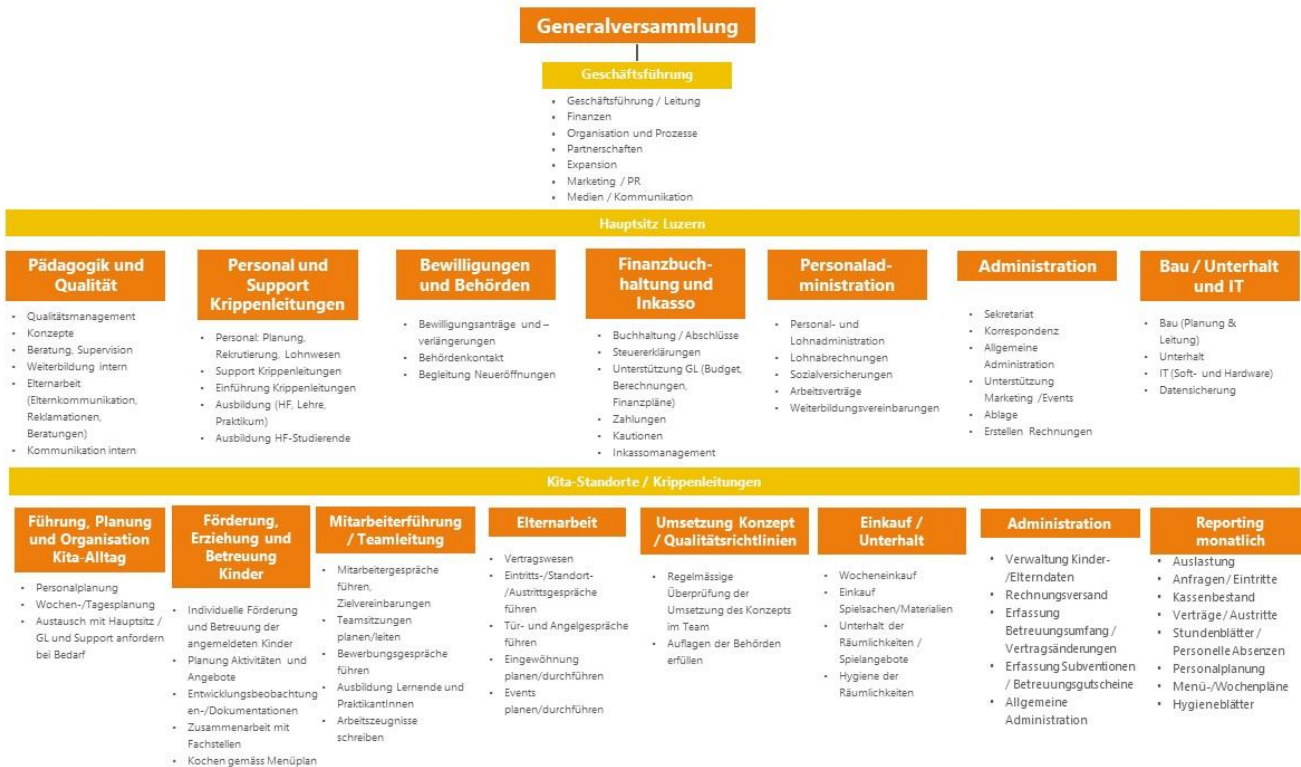 Generalversammlung
Geschäftsführung
• Geschäftsführung / Leitung
• Finanzen
• Organisation und Prozesse
• Partnerschaften
• Expansion
• Marketing / PR
• Medien / Kommunikation
Hauptsitz Luzern
Pädagogik und
Qualität
• Qualitätsmanagement
• Konzepte
• Beratung, Supervision
• Weiterbildung intern
• Elternarbeit
(Elternkommunikation,
Reklamationen,
Beratungen)
• Kommunikation intern
Personal und
Support
Krippenleitungen
• Personal: Planung,
Rekrutierung, Lohnwesen
• Support Krippenleitungen
• Einführung Krippenleitungen
• Ausbildung (HF, Lehre,
Praktikum)
• Ausbildung HF-Studierende
Bewilligungen
und Behörden
• Bewilligungsanträge und –
verlängerungen
• Behördenkontakt
• Begleitung Neueröffnungen
Finanzbuch-
haltung und
Inkasso
• Buchhaltung / Abschlüsse
• Steuererklärungen
• Unterstützung GL (Budget,
Berechnungen,
Finanzpläne)
• Zahlungen
• Kautionen
• Inkassomanagement
Personalad-
ministration
• Personal- und
Lohnadministration
• Lohnabrechnungen
• Sozialversicherungen
• Arbeitsverträge
• Weiterbildungsvereinbarungen
Administration
• Sekretariat
• Korrespondenz
• Allgemeine
Administration
• Unterstützung
Marketing /Events
• Ablage
• Erstellen Rechnungen
Bau / Unterhalt
und IT
• Bau (Planung &
Leitung)
• Unterhalt
• IT (Soft- und Hardware)
• Datensicherung
Kita-Standorte / Krippenleitungen
Führung, Planung
und Organisation
Kita-Alltag
• Personalplanung
• Wochen-/Tagesplanung
• Austausch mit Hauptsitz /
GL und Support anfordern
bei Bedarf
Förderung,
Erziehung und
Betreuung
Kinder
• Individuelle Förderung
und Betreuung der
angemeldeten Kinder
• Planung Aktivitäten und
Angebote
• Entwicklungsbeobachtung
en-/Dokumentationen
• Zusammenarbeit mit
Fachstellen
• Kochen gemäss Menüplan
Mitarbeiterführung
/ Teamleitung
• Mitarbeitergespräche
führen,
Zielvereinbarungen
• Teamsitzungen
planen/leiten
• Bewerbungsgespräche
führen
• Ausbildung Lernende und
PraktikantInnen
• Arbeitszeugnisse
schreiben
Elternarbeit
• Vertragswesen
• Eintritts-/Standort-
/Austrittsgespräche
führen
• Tür- und Angelgespräche
führen
• Eingewöhnung
planen/durchführen
• Events
planen/durchführen
Umsetzung Konzept
/ Qualitätsrichtlinien
• Regelmässige
Überprüfung der
Umsetzung des Konzepts
im Team
• Auflagen der Behörden
erfüllen
Einkauf /
Unterhalt
• Wocheneinkauf
• Einkauf
Spielsachen/Materialien
• Unterhalt der
Räumlichkeiten /
Spielangebote
• Hygiene der
Räumlichkeiten
Administration
• Verwaltung Kinder-
/Elterndaten
• Rechnungsversand
• Erfassung
Betreuungsumfang /
Vertragsänderungen
• Erfassung Subventionen
/ Betreuungsgutscheine
• Allgemeine
Administration
Reporting
monatlich
• Auslastung
• Anfragen / Eintritte
• Kassenbestand
• Verträge / Austritte
• Stundenblätter /
Personelle Absenzen
• Personalplanung
• Menü-/Wochenpläne
• Hygieneblätter